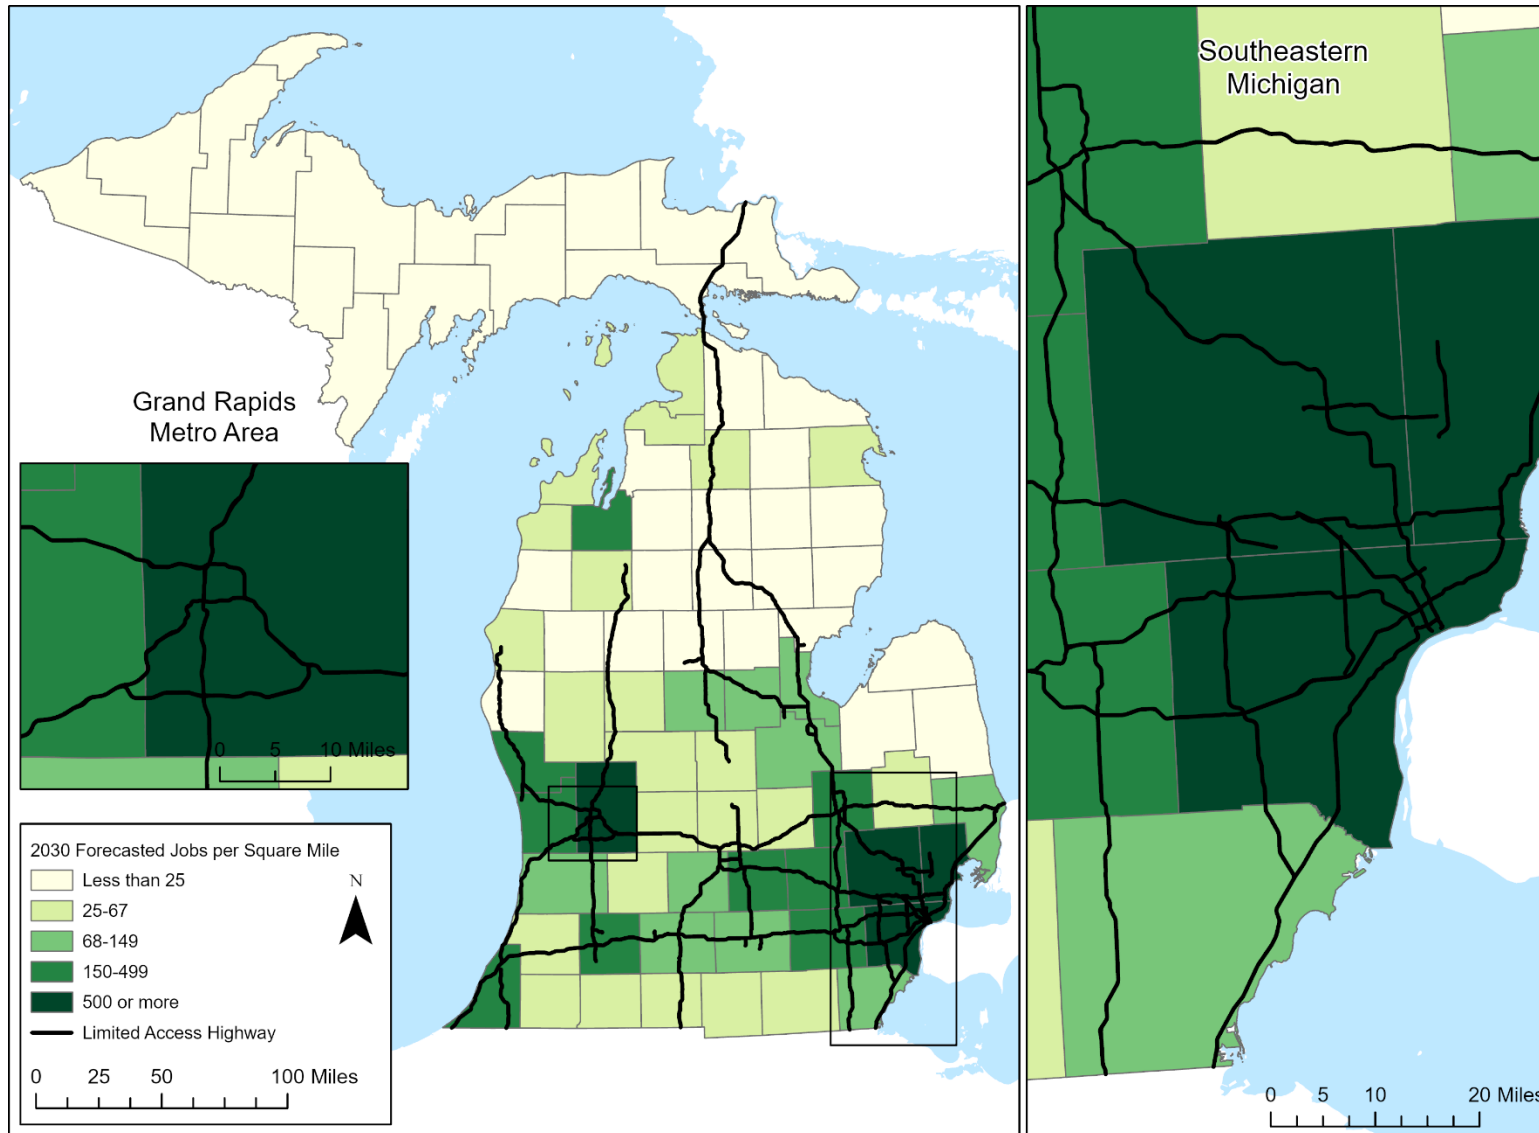 Southeastern
Michigan
Grand Rapids
Metro Area
0 5 10 Miles
2030 Forecasted Jobs per Square Mile
Less than 25
25-67
68-149
150-499
500 or more
Limited Access Highway
N
0 25 50 100 Miles
0 5 10 20 Miles